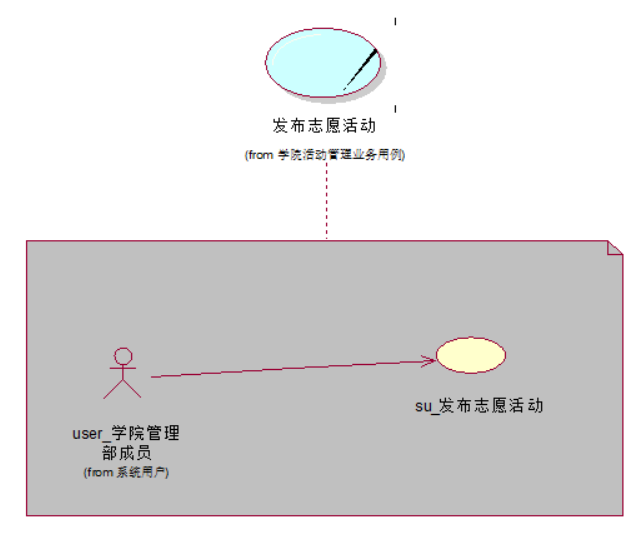 发布志愿活动
(from 学院活动管理业务用例)
su_发布志愿活动
user_学院管理
部成员
(from 系统用户)